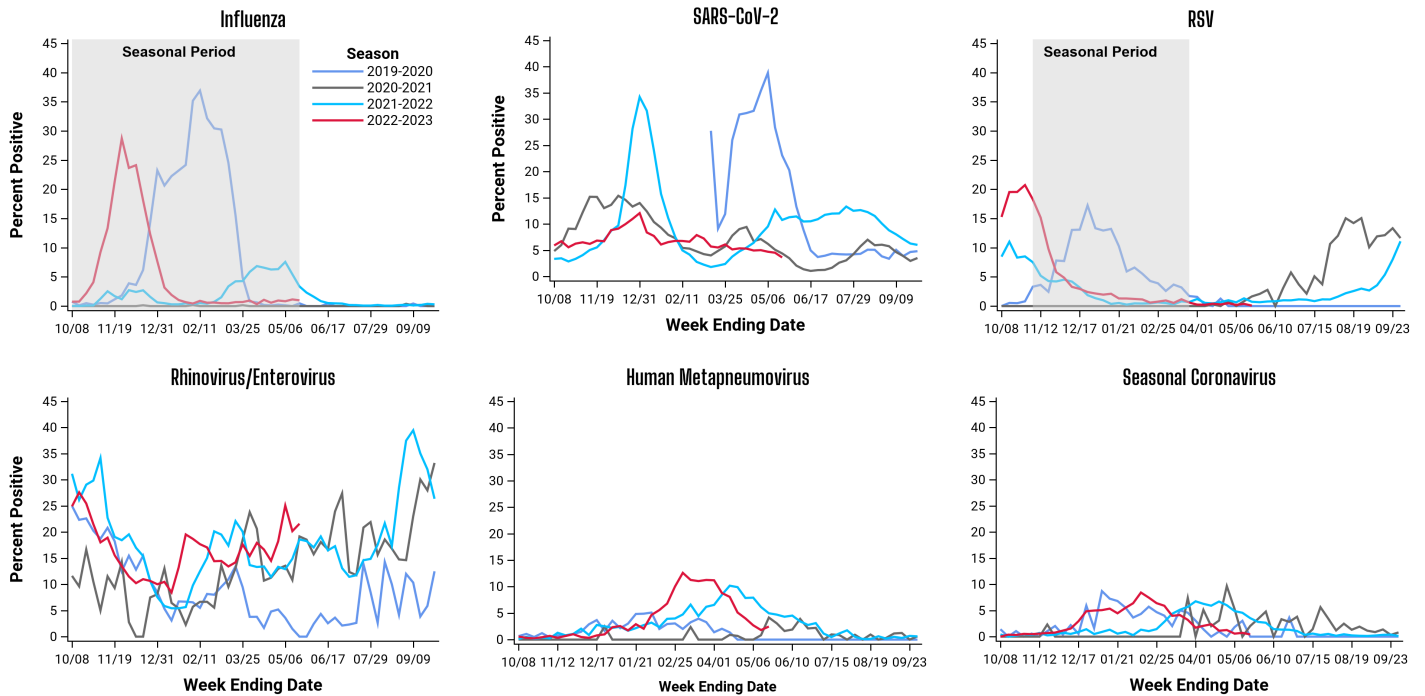 Influenza
SARS-CoV-2
RSV
Seasonal Period
Season
2019-2020
2020-2021
2021-2022
2022-2023
Percent Positive
45
40
35
30
25
20
15
10
5
0
10/08 11/19 12/31 02/11 03/25 05/06 06/17 07/29 09/09
Percent Positive
45
40
35
30
25
20
15
10
5
0
10/08 11/19 12/31 02/11 03/25 05/06 06/17 07/29 09/09
Week Ending Date
Seasonal Period
45
40
35
30
25
20
15
10
5
0
10/08 11/12 12/17 01/21 02/25 04/01 05/06 06/10 07/15 08/19 09/23
Rhinovirus/Enterovirus
Human Metapneumovirus
Seasonal Coronavirus
Percent Positive
45
40
35
30
25
20
15
10
5
0
10/08 11/19 12/31 02/11 03/25 05/06 06/17 07/29 09/09
Week Ending Date
45
40
35
30
25
20
15
10
5
0
10/08 11/12 12/17 01/21 02/25 04/01 05/06 06/10 07/15 08/19 09/23
Week Ending Date
45
40
35
30
25
20
15
10
5
0
10/08 11/12 12/17 01/21 02/25 04/01 05/06 06/10 07/15 08/19 09/23
Week Ending Date